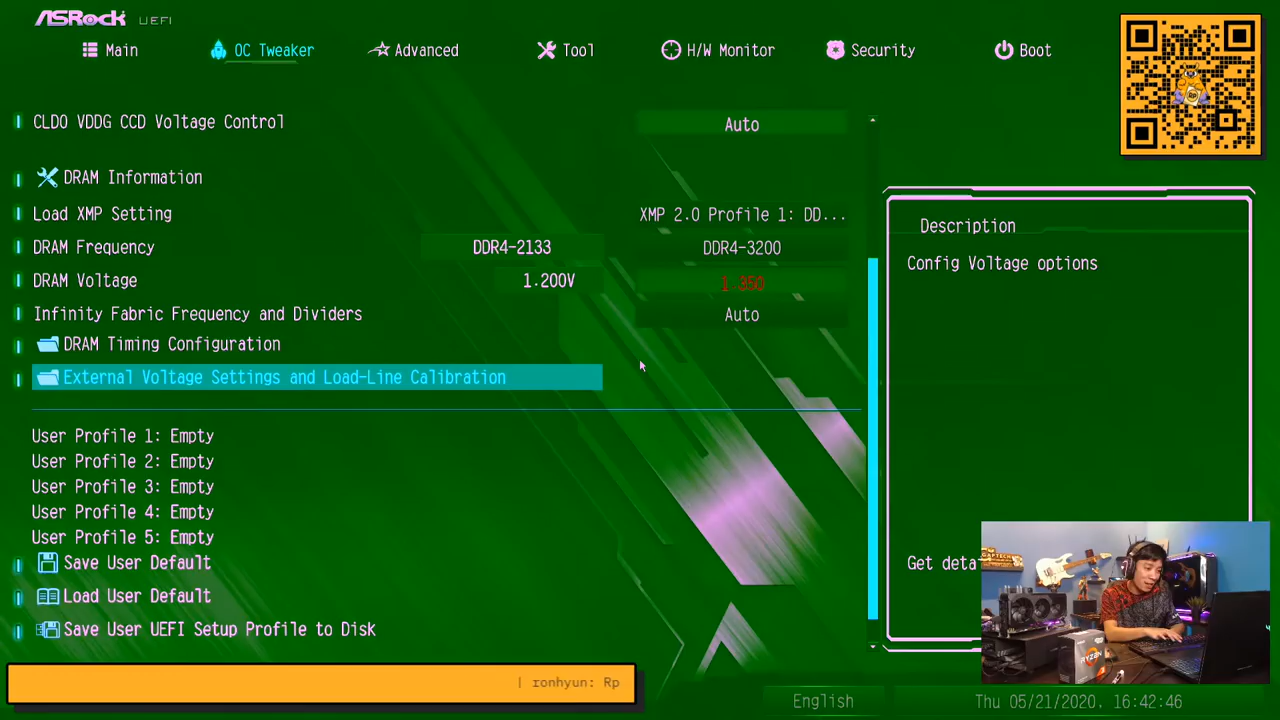 ASRock UEFI
Main OC Tweaker Advanced Tool H/W Monitor Security Boot
CLDO VDDG CCD Voltage Control Auto
DRAM Information
Load XMP Setting XMP 2.0 Profile 1: DD...
DRAM Frequency DDR4-2133 DDR4-3200
DRAM Voltage 1.200V 1.350
Infinity Fabric Frequency and Dividers Auto
DRAM Timing Configuration
External Voltage Settings and Load-Line Calibration
User Profile 1: Empty
User Profile 2: Empty
User Profile 3: Empty
User Profile 4: Empty
User Profile 5: Empty
Save User Default
Load User Default
Save User UEFI Setup Profile to Disk
Description
Config Voltage options
Get deta
RYZEN
| ronhyun: Rp
English Thu 05/21/2020. 16:42:46